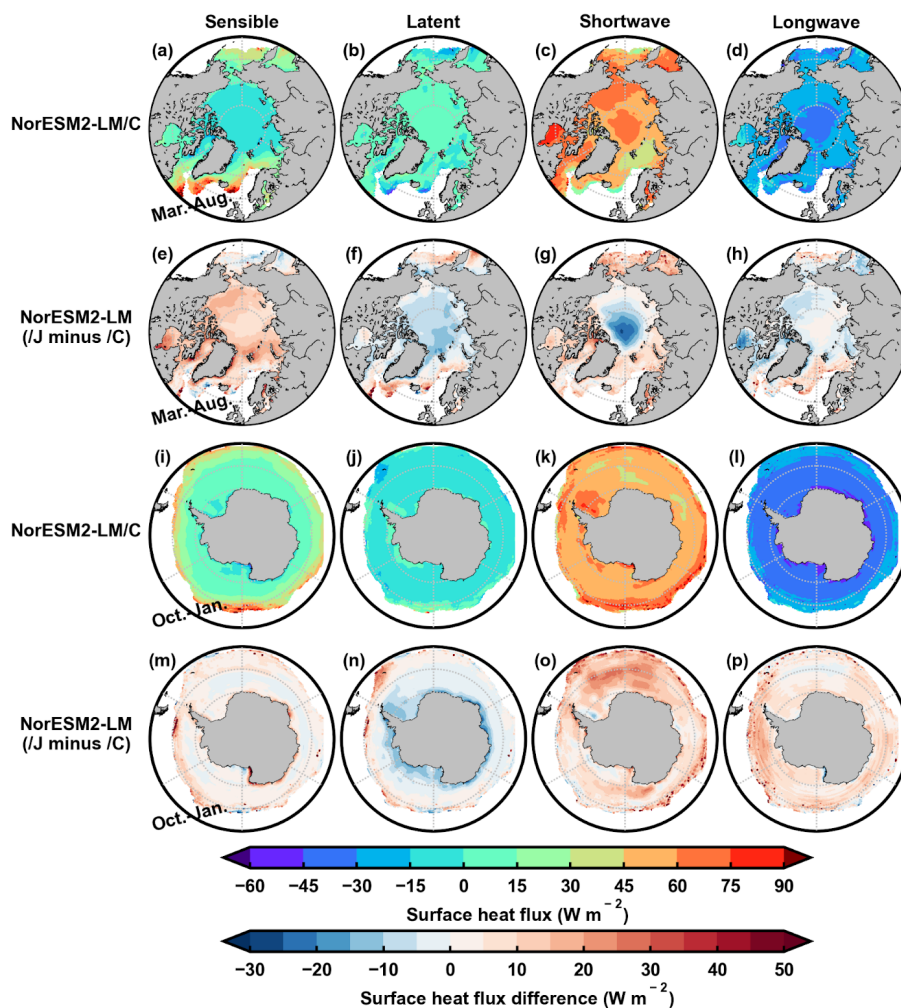 Sensible Latent Shortwave Longwave
(a) (b) (c) (d)
NorESM2-LM/C
Mar.-Aug.
(e) (f) (g) (h)
NorESM2-LM
(/J minus /C)
Mar.-Aug.
(i) (j) (k) (l)
NorESM2-LM/C
Oct.-Jan.
(m) (n) (o) (p)
NorESM2-LM
(/J minus /C)
Oct.-Jan.
−60 −45 −30 −15 0 15 30 45 60 75 90
Surface heat flux (W m⁻²)
−30 −20 −10 0 10 20 30 40 50
Surface heat flux difference (W m⁻²)